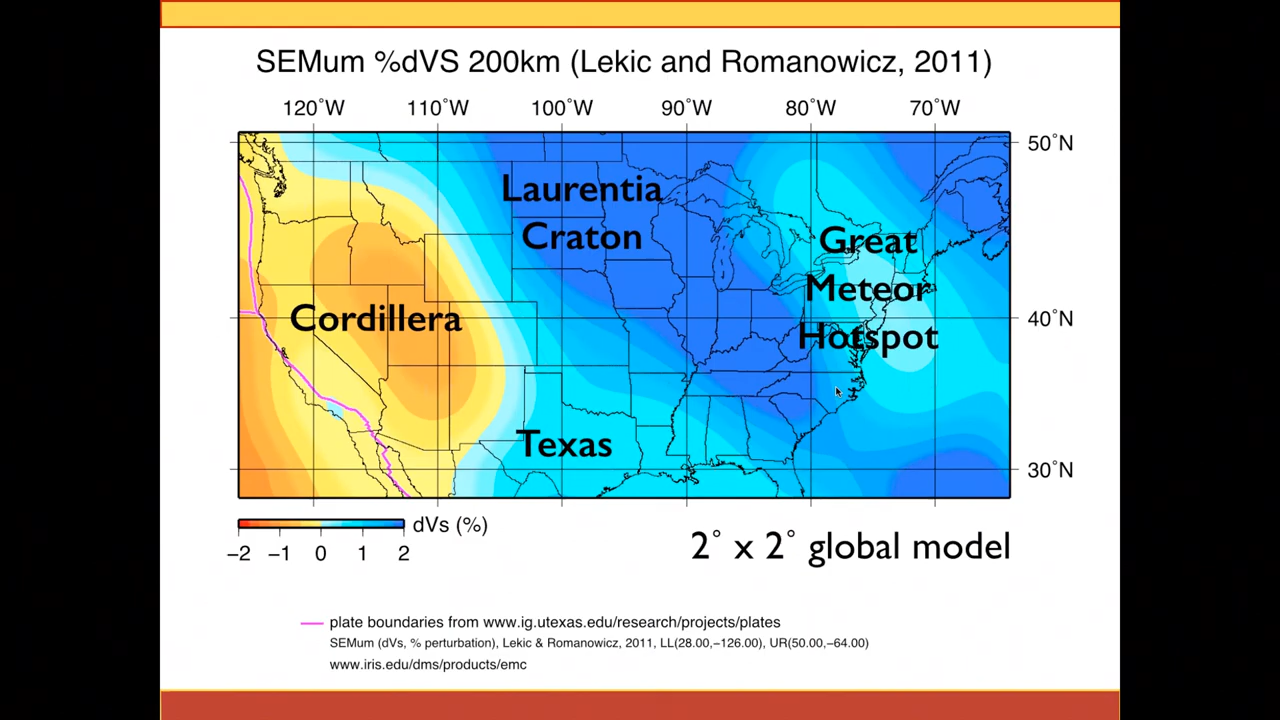 SEMum %dVS 200km (Lekic and Romanowicz, 2011)
120˚W 110˚W 100˚W 90˚W 80˚W 70˚W
50˚N
Laurentia
Craton
Great
Meteor
Hotspot
Cordillera
40˚N
Texas
30˚N
dVs (%)
−2 −1 0 1 2
2˚ x 2˚ global model
plate boundaries from www.ig.utexas.edu/research/projects/plates
SEMum (dVs, % perturbation), Lekic & Romanowicz, 2011, LL(28.00,−126.00), UR(50.00,−64.00)
www.iris.edu/dms/products/emc